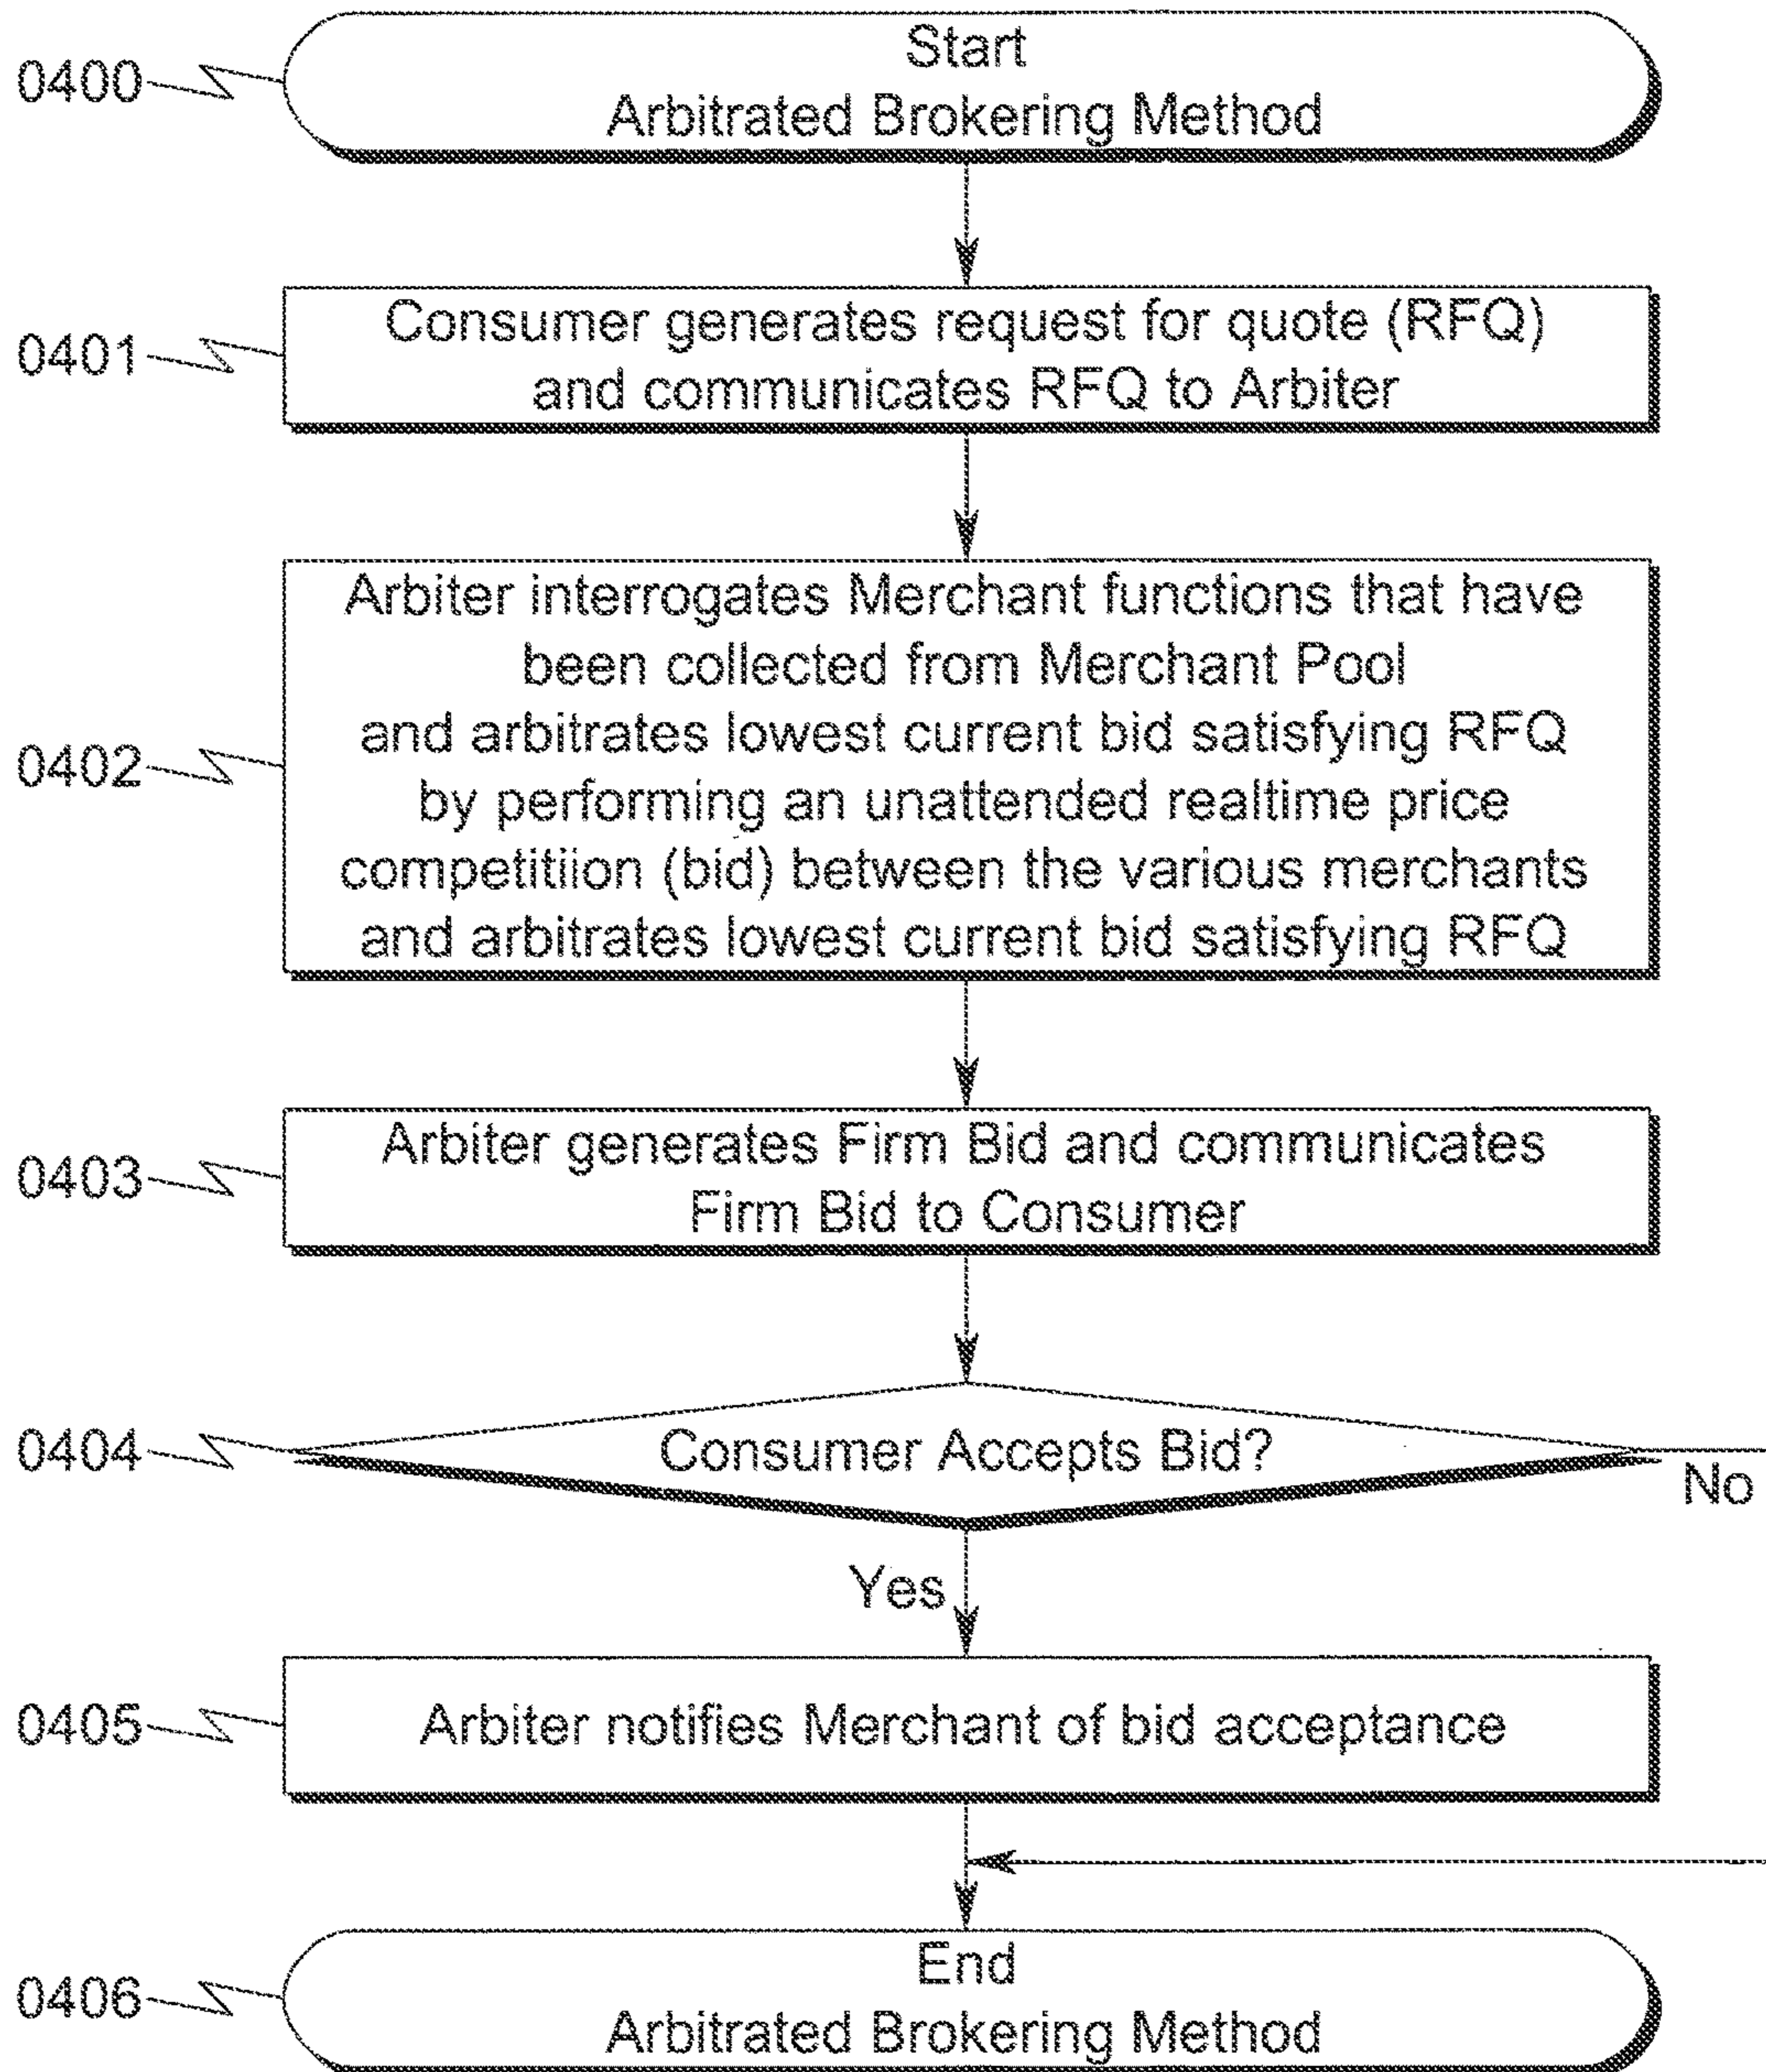 0400
Start
Arbitrated Brokering Method
0401
Consumer generates request for quote (RFQ)
and communicates RFQ to Arbiter
0402
Arbiter interrogates Merchant functions that have
been collected from Merchant Pool
and arbitrates lowest current bid satisfying RFQ
by performing an unattended realtime price
competitiion (bid) between the various merchants
and arbitrates lowest current bid satisfying RFQ
0403
Arbiter generates Firm Bid and communicates
Firm Bid to Consumer
0404
Consumer Accepts Bid?
No
Yes
0405
Arbiter notifies Merchant of bid acceptance
0406
End
Arbitrated Brokering Method